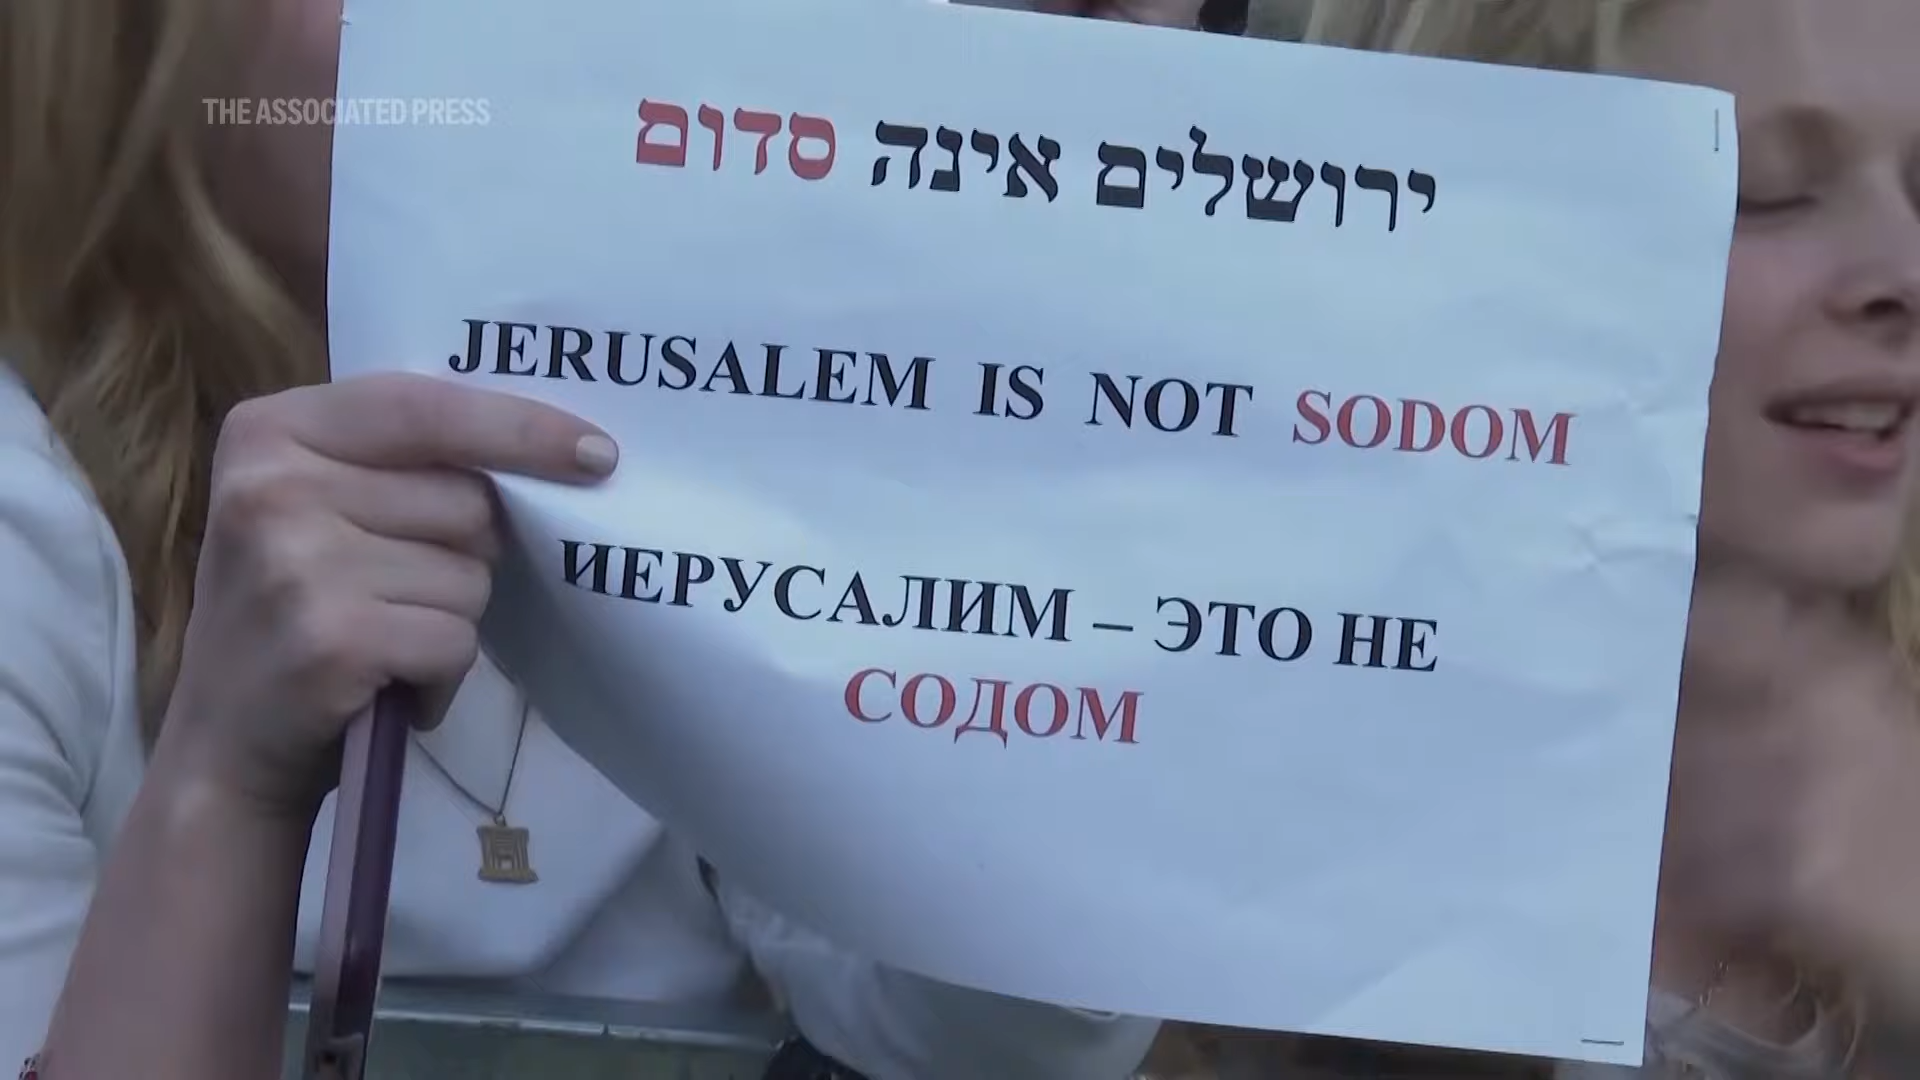 THE ASSOCIATED PRESS
ירושלים אינה סדום
JERUSALEM IS NOT SODOM
ИЕРУСАЛИМ – ЭТО НЕ
СОДОМ